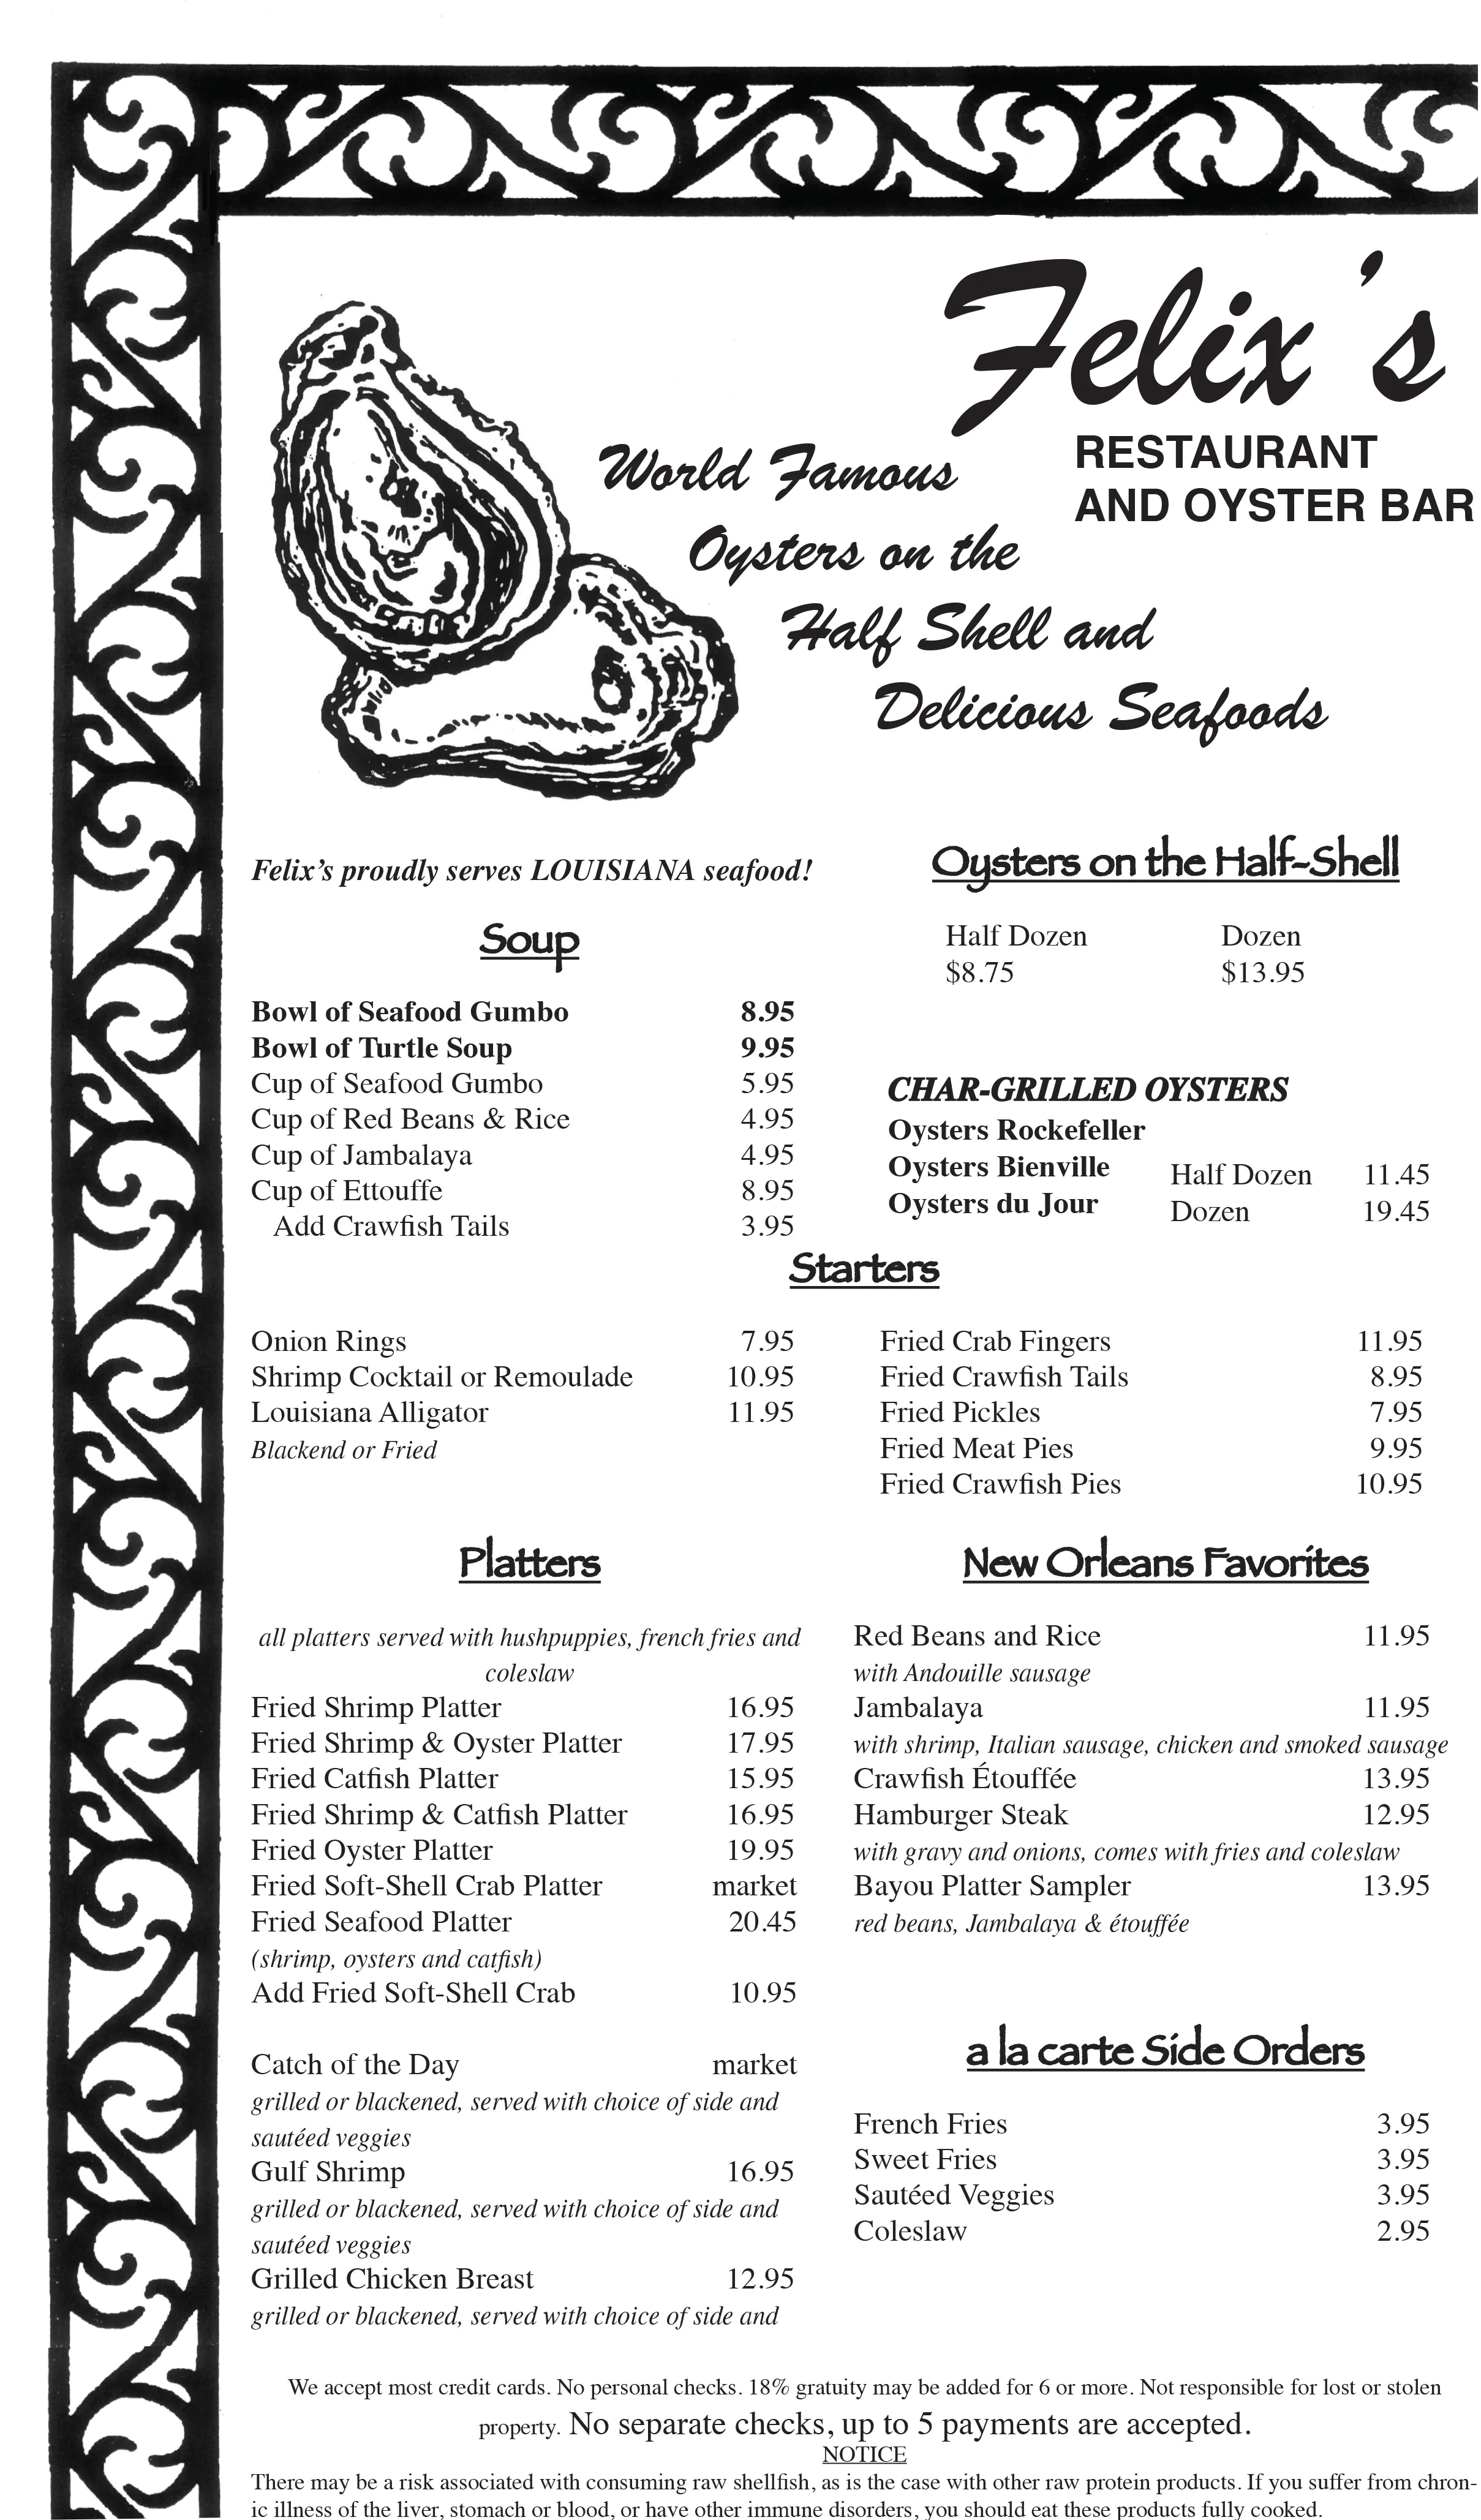 Felix's
RESTAURANT
AND OYSTER BAR
World Famous
Oysters on the
Half Shell and
Delicious Seafoods
Felix's proudly serves LOUISIANA seafood!
Soup
Bowl of Seafood Gumbo 8.95
Bowl of Turtle Soup 9.95
Cup of Seafood Gumbo 5.95
Cup of Red Beans & Rice 4.95
Cup of Jambalaya 4.95
Cup of Ettouffe 8.95
Add Crawfish Tails 3.95
Oysters on the Half-Shell
Half Dozen Dozen
$8.75 $13.95
CHAR-GRILLED OYSTERS
Oysters Rockefeller
Oysters Bienville Half Dozen 11.45
Oysters du Jour Dozen 19.45
Starters
Onion Rings 7.95
Shrimp Cocktail or Remoulade 10.95
Louisiana Alligator 11.95
Blackend or Fried
Fried Crab Fingers 11.95
Fried Crawfish Tails 8.95
Fried Pickles 7.95
Fried Meat Pies 9.95
Fried Crawfish Pies 10.95
Platters
all platters served with hushpuppies, french fries and
coleslaw
Fried Shrimp Platter 16.95
Fried Shrimp & Oyster Platter 17.95
Fried Catfish Platter 15.95
Fried Shrimp & Catfish Platter 16.95
Fried Oyster Platter 19.95
Fried Soft-Shell Crab Platter market
Fried Seafood Platter 20.45
(shrimp, oysters and catfish)
Add Fried Soft-Shell Crab 10.95
Catch of the Day market
grilled or blackened, served with choice of side and
sautéed veggies
Gulf Shrimp 16.95
grilled or blackened, served with choice of side and
sautéed veggies
Grilled Chicken Breast 12.95
grilled or blackened, served with choice of side and
New Orleans Favorites
Red Beans and Rice 11.95
with Andouille sausage
Jambalaya 11.95
with shrimp, Italian sausage, chicken and smoked sausage
Crawfish Étouffée 13.95
Hamburger Steak 12.95
with gravy and onions, comes with fries and coleslaw
Bayou Platter Sampler 13.95
red beans, Jambalaya & étouffée
a la carte Side Orders
French Fries 3.95
Sweet Fries 3.95
Sautéed Veggies 3.95
Coleslaw 2.95
We accept most credit cards. No personal checks. 18% gratuity may be added for 6 or more. Not responsible for lost or stolen
property. No separate checks, up to 5 payments are accepted.
NOTICE
There may be a risk associated with consuming raw shellfish, as is the case with other raw protein products. If you suffer from chron-
ic illness of the liver, stomach or blood, or have other immune disorders, you should eat these products fully cooked.